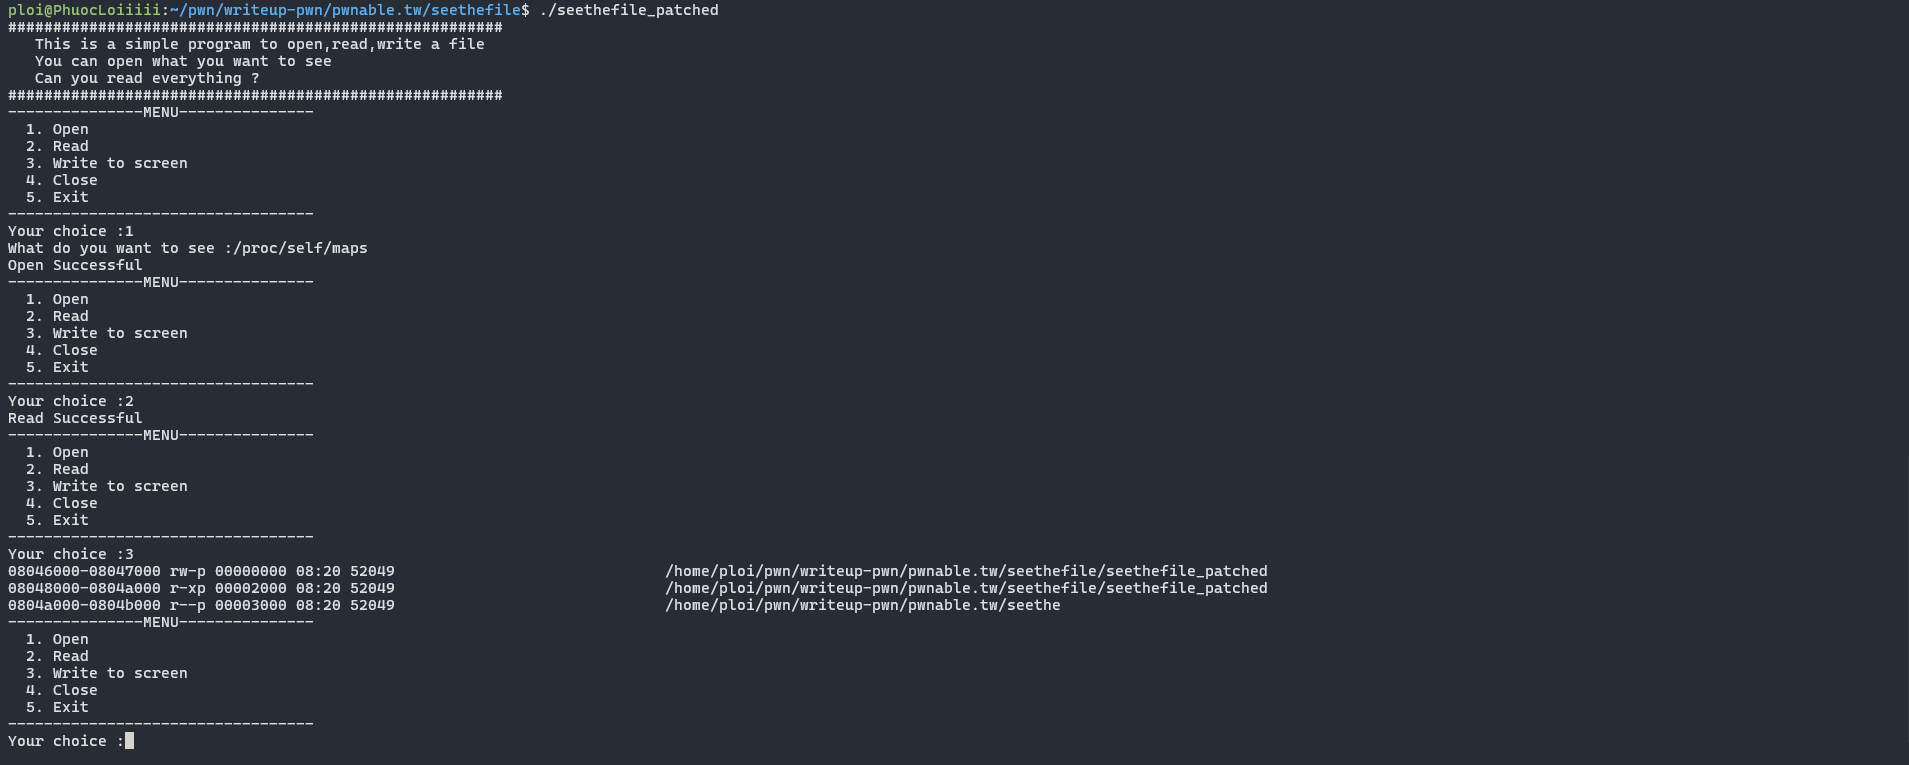 ploi@PhuocLoiiiii:~/pwn/writeup-pwn/pwnable.tw/seethefile$ ./seethefile_patched
#######################################################
   This is a simple program to open,read,write a file
   You can open what you want to see
   Can you read everything ?
#######################################################
---------------MENU---------------
  1. Open
  2. Read
  3. Write to screen
  4. Close
  5. Exit
----------------------------------
Your choice :1
What do you want to see :/proc/self/maps
Open Successful
---------------MENU---------------
  1. Open
  2. Read
  3. Write to screen
  4. Close
  5. Exit
----------------------------------
Your choice :2
Read Successful
---------------MENU---------------
  1. Open
  2. Read
  3. Write to screen
  4. Close
  5. Exit
----------------------------------
Your choice :3
08046000-08047000 rw-p 00000000 08:20 52049                              /home/ploi/pwn/writeup-pwn/pwnable.tw/seethefile/seethefile_patched
08048000-0804a000 r-xp 00002000 08:20 52049                              /home/ploi/pwn/writeup-pwn/pwnable.tw/seethefile/seethefile_patched
0804a000-0804b000 r--p 00003000 08:20 52049                              /home/ploi/pwn/writeup-pwn/pwnable.tw/seethe
---------------MENU---------------
  1. Open
  2. Read
  3. Write to screen
  4. Close
  5. Exit
----------------------------------
Your choice :